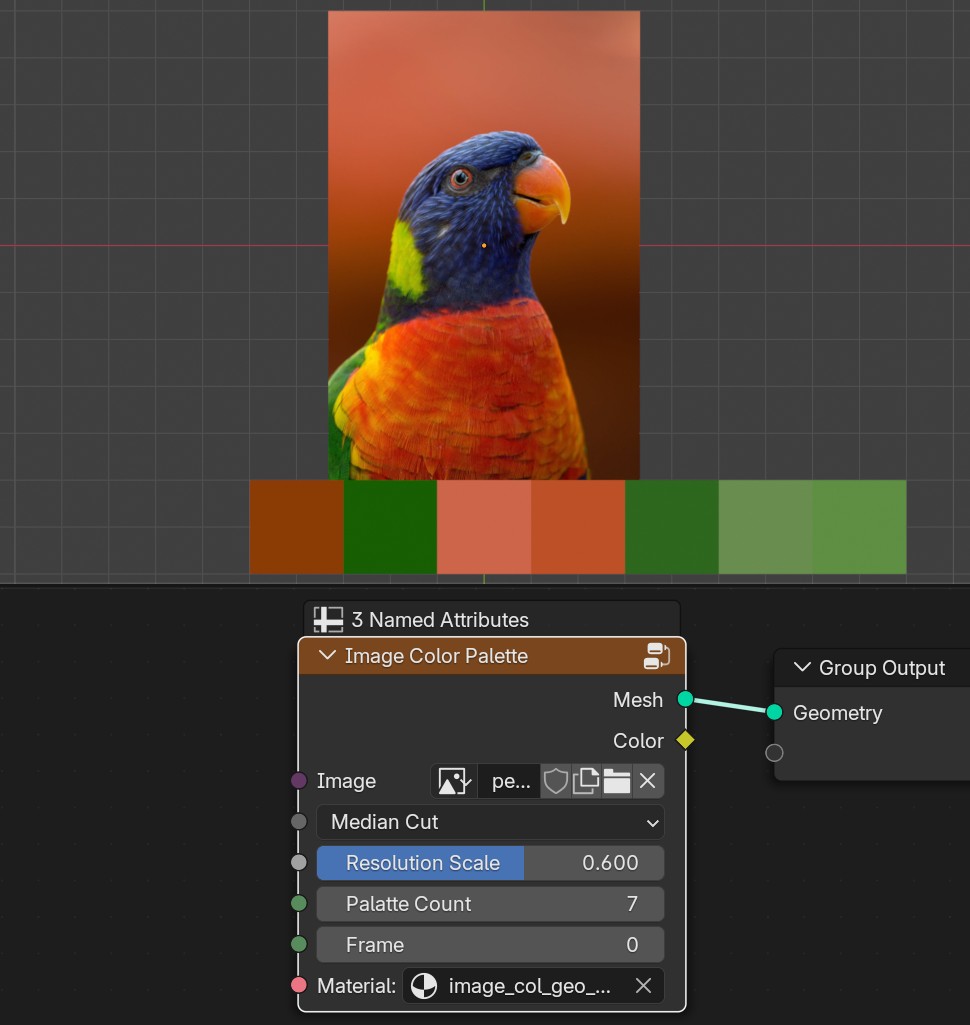 3 Named Attributes
Image Color Palette
Group Output
Mesh
Geometry
Color
Image
pe...
Median Cut
Resolution Scale 0.600
Palatte Count 7
Frame 0
Material: image_col_geo_...